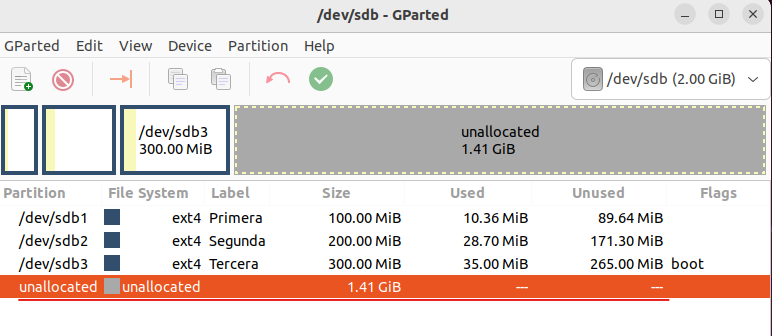 /dev/sdb - GParted
GParted Edit View Device Partition Help
/dev/sdb (2.00 GiB)
/dev/sdb3
300.00 MiB
unallocated
1.41 GiB
Partition File System Label Size Used Unused Flags
/dev/sdb1 ext4 Primera 100.00 MiB 10.36 MiB 89.64 MiB
/dev/sdb2 ext4 Segunda 200.00 MiB 28.70 MiB 171.30 MiB
/dev/sdb3 ext4 Tercera 300.00 MiB 35.00 MiB 265.00 MiB boot
unallocated unallocated 1.41 GiB --- ---